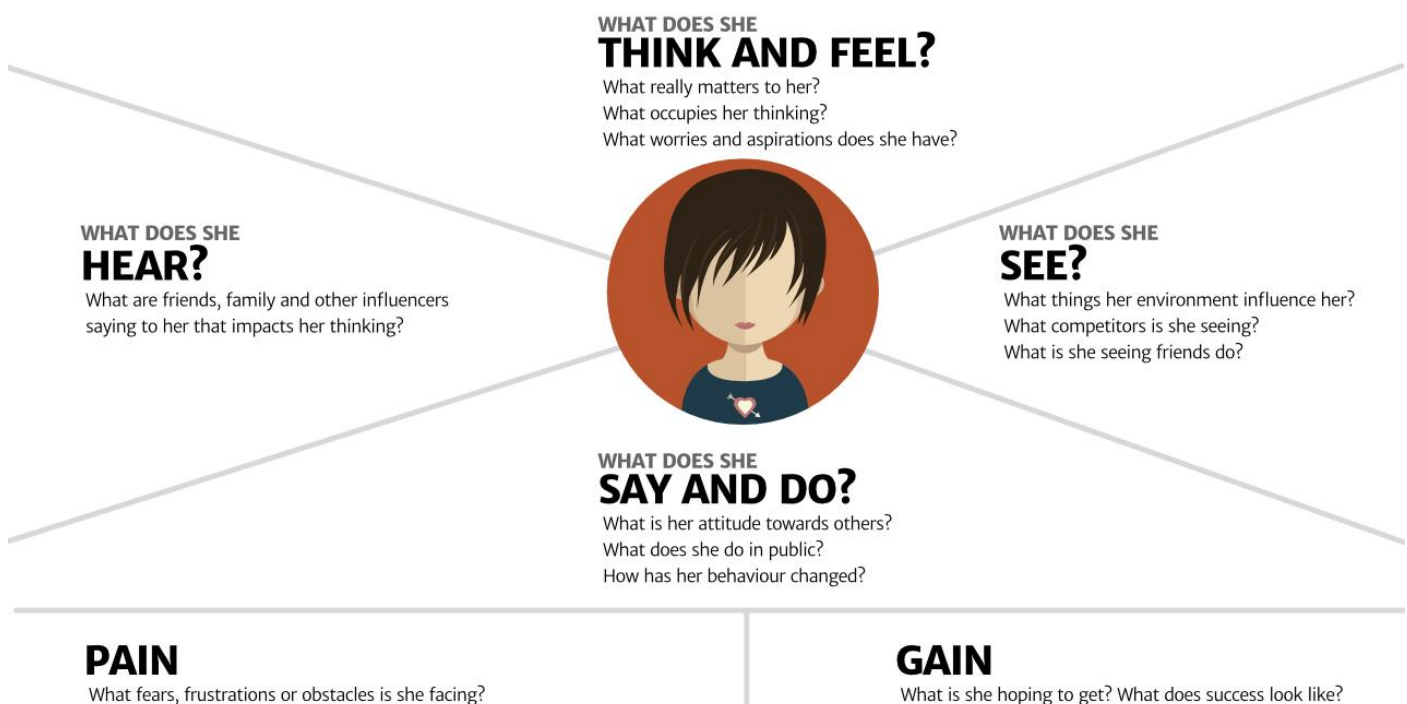 WHAT DOES SHE
THINK AND FEEL?
What really matters to her?
What occupies her thinking?
What worries and aspirations does she have?
WHAT DOES SHE
HEAR?
What are friends, family and other influencers
saying to her that impacts her thinking?
WHAT DOES SHE
SEE?
What things her environment influence her?
What competitors is she seeing?
What is she seeing friends do?
WHAT DOES SHE
SAY AND DO?
What is her attitude towards others?
What does she do in public?
How has her behaviour changed?
PAIN
What fears, frustrations or obstacles is she facing?
GAIN
What is she hoping to get? What does success look like?